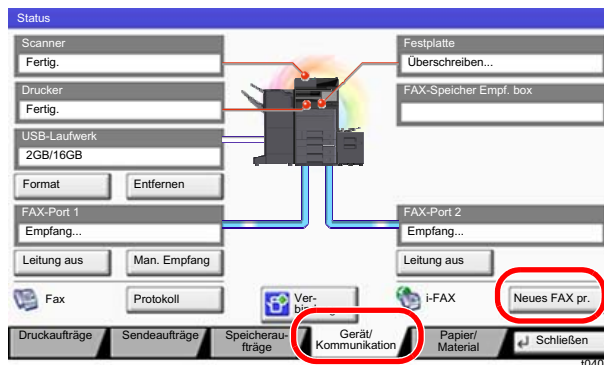 Status
Scanner
Fertig.
Festplatte
Überschreiben...
Drucker
Fertig.
FAX-Speicher Empf. box
USB-Laufwerk
2GB/16GB
Format
Entfernen
FAX-Port 1
Empfang...
FAX-Port 2
Empfang...
Leitung aus
Man. Empfang
Leitung aus
Fax
Protokoll
Ver-
i-FAX
Neues FAX pr.
Druckaufträge
Sendeaufträge
Speicherau-
fträge
Gerät/
Kommunikation
Papier/
Material
Schließen